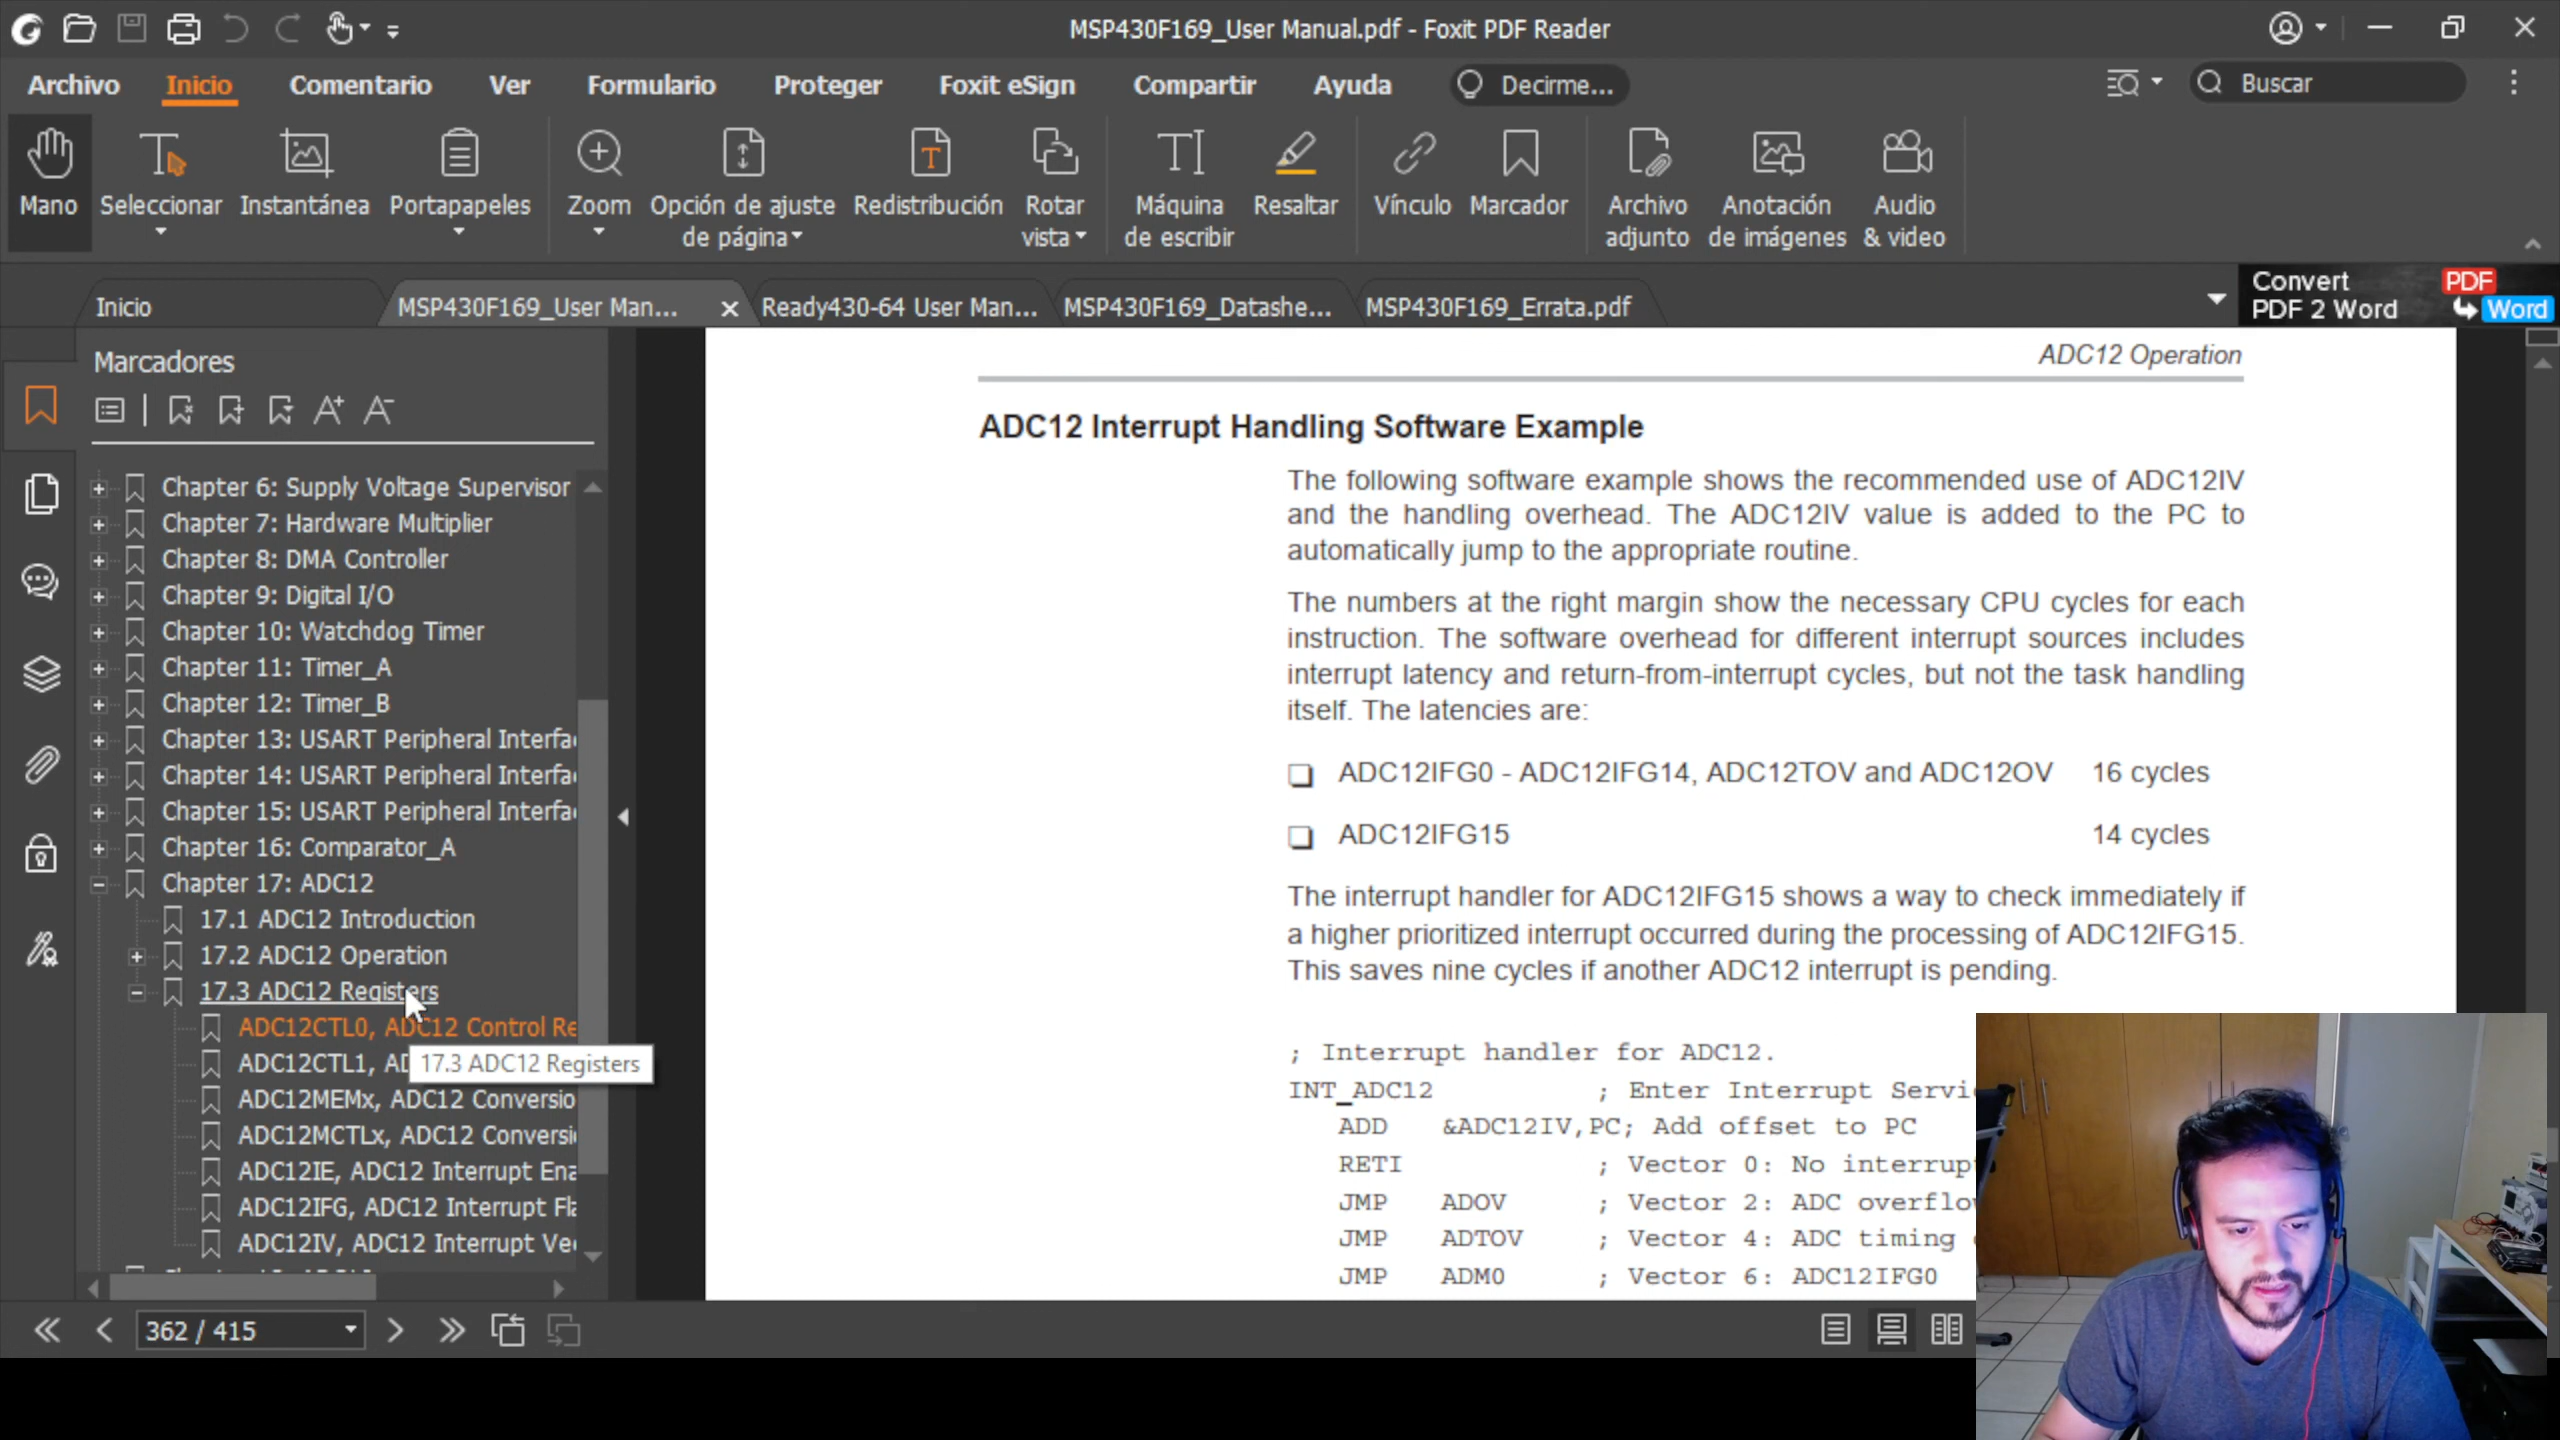 MSP430F169_User Manual.pdf - Foxit PDF Reader
Archivo Inicio Comentario Ver Formulario Proteger Foxit eSign Compartir Ayuda Decirme... Buscar
Mano Seleccionar Instantánea Portapapeles Zoom Opción de ajuste de página Redistribución Rotar vista Máquina de escribir Resaltar Vínculo Marcador Archivo adjunto Anotación de imágenes Audio & video
Inicio MSP430F169_User Man... Ready430-64 User Man... MSP430F169_Datashe... MSP430F169_Errata.pdf
Convert PDF
PDF 2 Word Word
Marcadores
Chapter 6: Supply Voltage Supervisor
Chapter 7: Hardware Multiplier
Chapter 8: DMA Controller
Chapter 9: Digital I/O
Chapter 10: Watchdog Timer
Chapter 11: Timer_A
Chapter 12: Timer_B
Chapter 13: USART Peripheral Interfa
Chapter 14: USART Peripheral Interfa
Chapter 15: USART Peripheral Interfa
Chapter 16: Comparator_A
Chapter 17: ADC12
17.1 ADC12 Introduction
17.2 ADC12 Operation
17.3 ADC12 Registers
ADC12CTL0, ADC12 Control Re
ADC12CTL1, AD
17.3 ADC12 Registers
ADC12MEMx, ADC12 Conversio
ADC12MCTLx, ADC12 Conversi
ADC12IE, ADC12 Interrupt Ena
ADC12IFG, ADC12 Interrupt Fla
ADC12IV, ADC12 Interrupt Vec
362 / 415
ADC12 Operation
ADC12 Interrupt Handling Software Example
The following software example shows the recommended use of ADC12IV
and the handling overhead. The ADC12IV value is added to the PC to
automatically jump to the appropriate routine.
The numbers at the right margin show the necessary CPU cycles for each
instruction. The software overhead for different interrupt sources includes
interrupt latency and return-from-interrupt cycles, but not the task handling
itself. The latencies are:
ADC12IFG0 - ADC12IFG14, ADC12TOV and ADC12OV 16 cycles
ADC12IFG15 14 cycles
The interrupt handler for ADC12IFG15 shows a way to check immediately if
a higher prioritized interrupt occurred during the processing of ADC12IFG15.
This saves nine cycles if another ADC12 interrupt is pending.
; Interrupt handler for ADC12.
INT_ADC12 ; Enter Interrupt Servi
ADD &ADC12IV,PC; Add offset to PC
RETI ; Vector 0: No interrup
JMP ADOV ; Vector 2: ADC overflo
JMP ADTOV ; Vector 4: ADC timing
JMP ADM0 ; Vector 6: ADC12IFG0